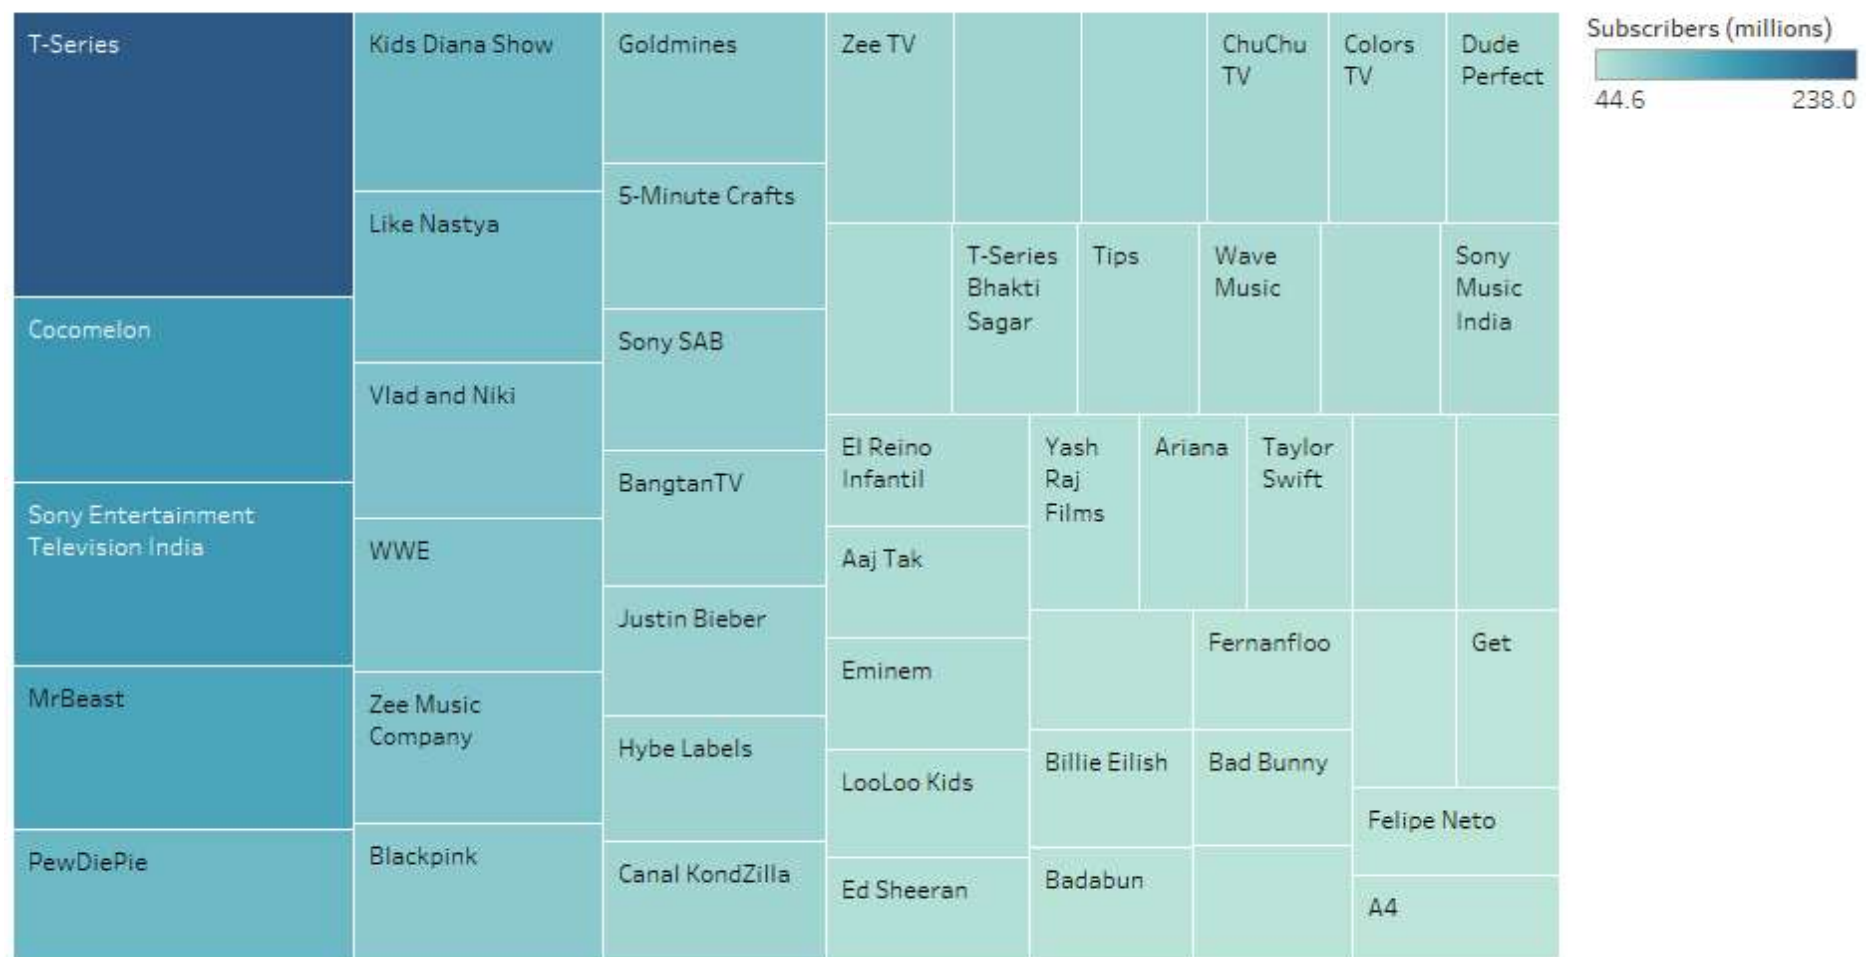 T-Series
Cocomelon
Sony Entertainment
Television India
MrBeast
PewDiePie
Kids Diana Show
Like Nastya
Vlad and Niki
WWE
Zee Music
Company
Blackpink
Goldmines
5-Minute Crafts
Sony SAB
BangtanTV
Justin Bieber
Hybe Labels
Canal KondZilla
Zee TV
ChuChu
TV
Colors
TV
Dude
Perfect
T-Series
Bhakti
Sagar
Tips
Wave
Music
Sony
Music
India
El Reino
Infantil
Aaj Tak
Eminem
LooLoo Kids
Ed Sheeran
Yash
Raj
Films
Ariana
Taylor
Swift
Fernanfloo
Get
Billie Eilish
Bad Bunny
Badabun
Felipe Neto
A4
Subscribers (millions)
44.6 238.0